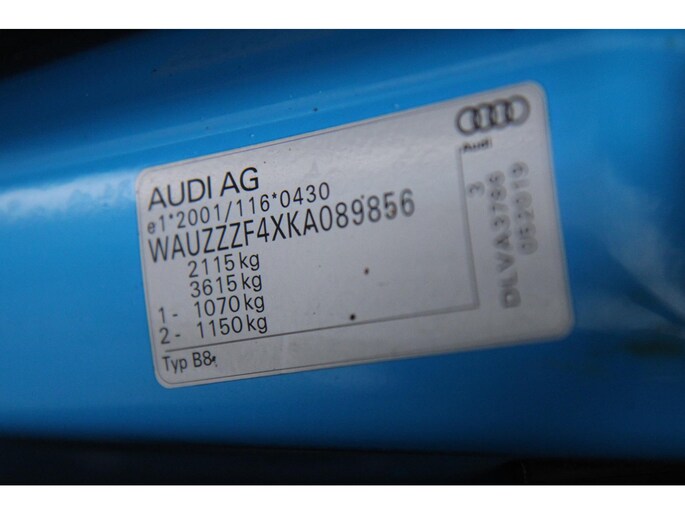 AUDI AG
e1*2001/116*0430
WAUZZZF4XKA089856
2115 kg
3615 kg
1- 1070 kg
2- 1150 kg
Typ B8
Audi
3
DLVA3788
052019